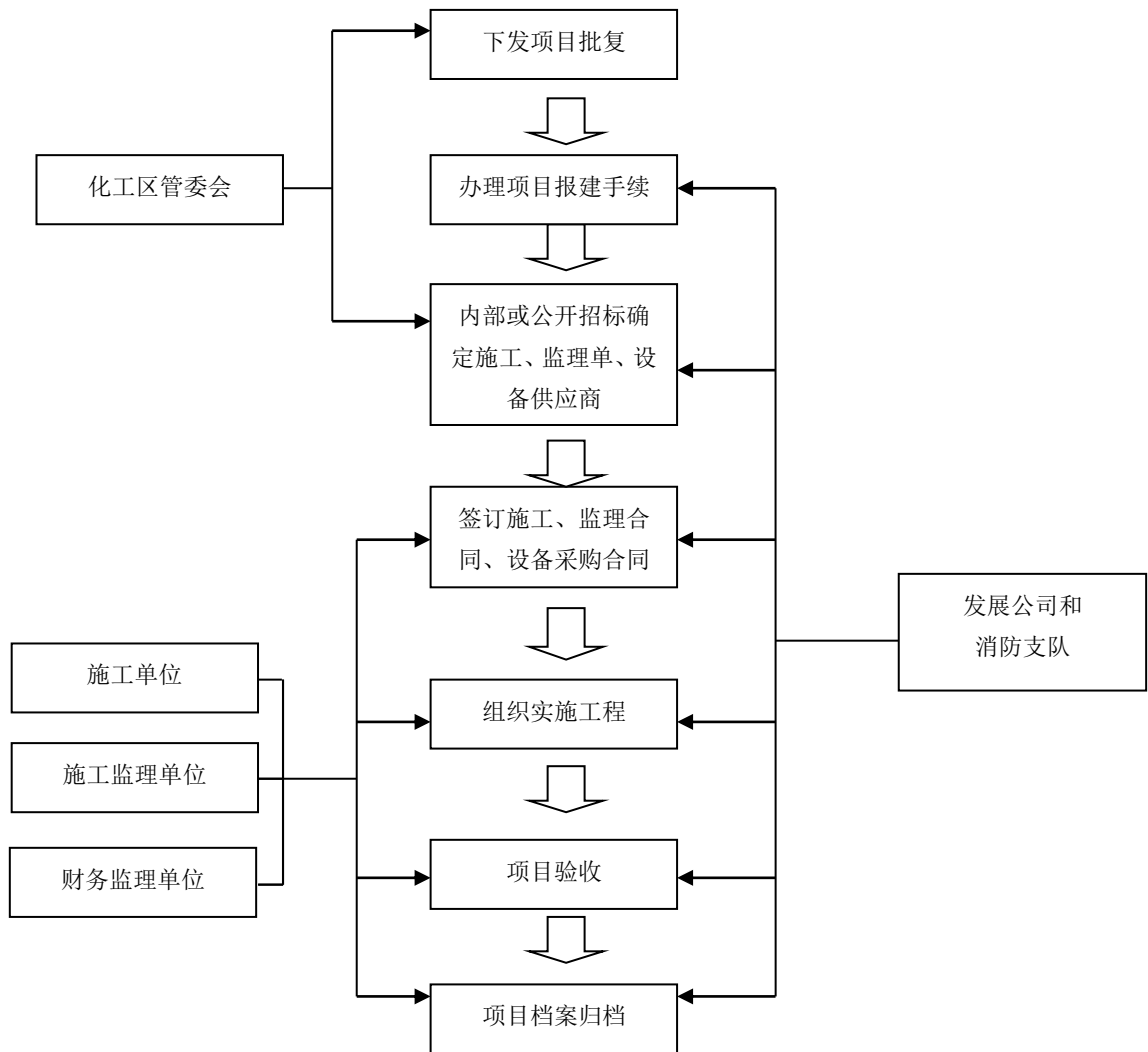 下发项目批复
化工区管委会
办理项目报建手续
内部或公开招标确
定施工、监理单、设
备供应商
签订施工、监理合
同、设备采购合同
发展公司和
消防支队
施工单位
组织实施工程
施工监理单位
财务监理单位
项目验收
项目档案归档